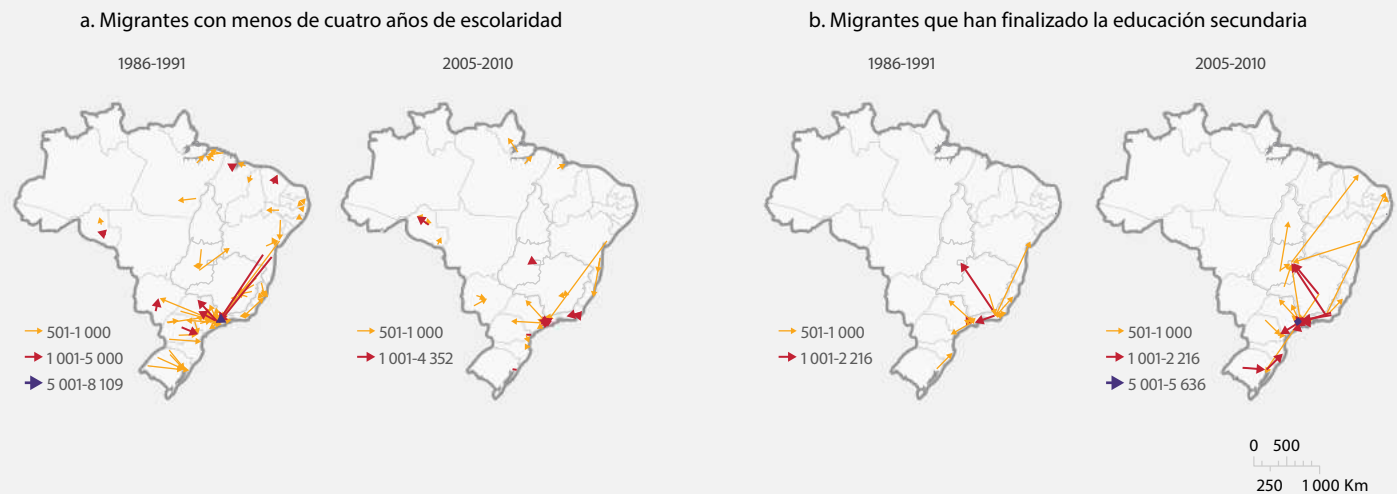 a. Migrantes con menos de cuatro años de escolaridad
1986-1991
501-1 000
1 001-5 000
5 001-8 109
2005-2010
501-1 000
1 001-4 352
b. Migrantes que han finalizado la educación secundaria
1986-1991
501-1 000
1 001-2 216
2005-2010
501-1 000
1 001-2 216
5 001-5 636
0 500
250 1 000 Km